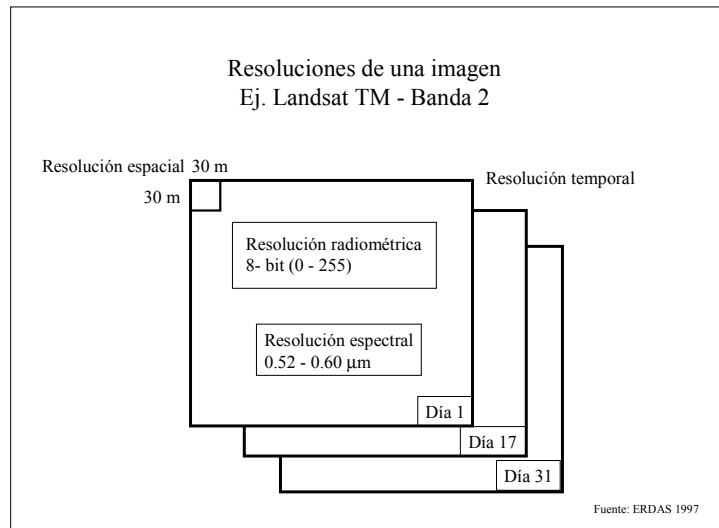 Resoluciones de una imagen
Ej. Landsat TM - Banda 2
Resolución espacial 30 m
30 m
Resolución temporal
Resolución radiométrica
8- bit (0 - 255)
Resolución espectral
0.52 - 0.60 μm
Día 1
Día 17
Día 31
Fuente: ERDAS 1997